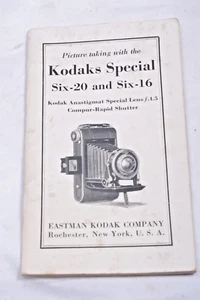 Picture taking with the
Kodaks Special
Six-20 and Six-16
Kodak Anastigmat Special Lens f.4.5
Compur-Rapid Shutter
EASTMAN KODAK COMPANY
Rochester, New York, U. S. A.